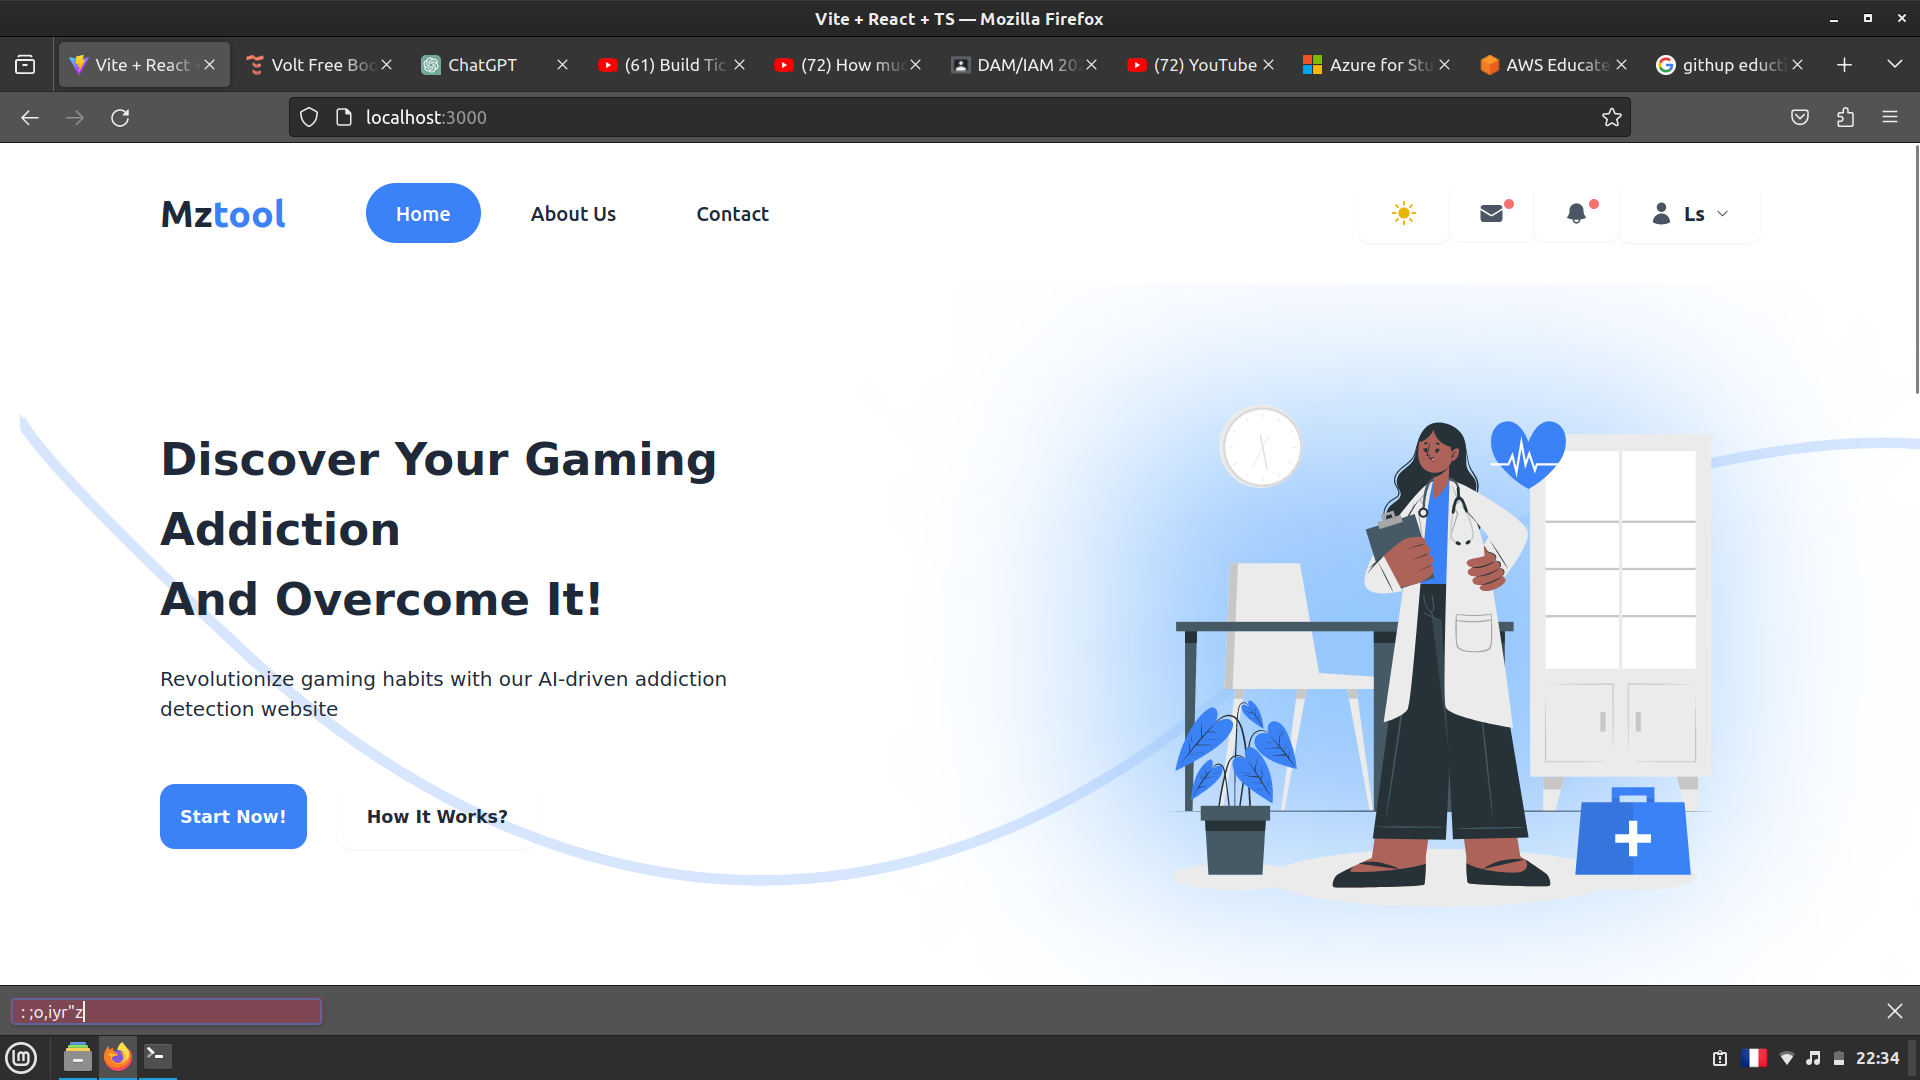 Vite + React + TS — Mozilla Firefox
Vite + React
Volt Free Boo
ChatGPT
(61) Build Tic
(72) How muc
DAM/IAM 202
(72) YouTube
Azure for Stu
AWS Educate
githup educti
localhost:3000
Mztool
Home
About Us
Contact
Ls
Discover Your Gaming
Addiction
And Overcome It!
Revolutionize gaming habits with our AI-driven addiction
detection website
Start Now!
How It Works?
: ;o,iyr"z
22:34